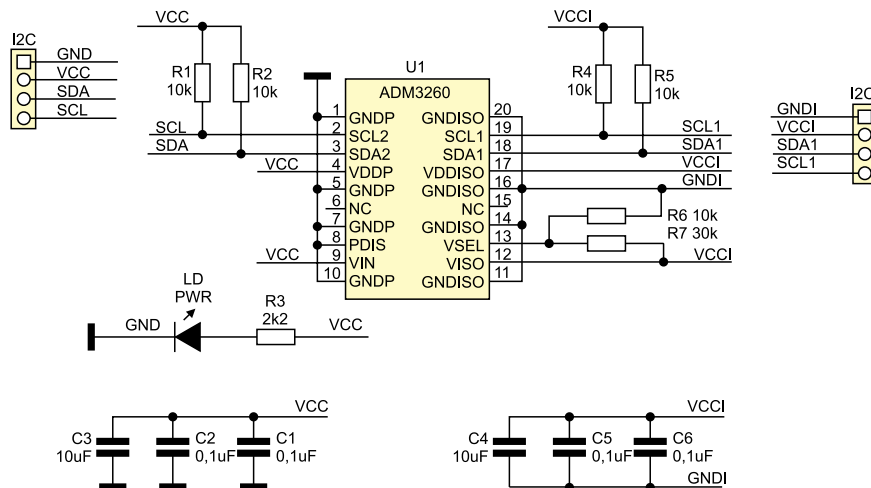 I2C
GND
VCC
SDA
SCL
VCC
R1
10k
R2
10k
SCL
SDA
VCC
VCC
U1
ADM3260
1 GNDP
2 SCL2
3 SDA2
4 VDDP
5 GNDP
6 NC
7 GNDP
8 PDIS
9 VIN
10 GNDP
GNDISO 20
SCL1 19
SDA1 18
VDDISO 17
GNDISO 16
NC 15
GNDISO 14
VSEL 13
VISO 12
GNDISO 11
VCCI
R4
10k
R5
10k
SCL1
SDA1
VCCI
GNDI
R6 10k
R7 30k
VCCI
I2C
GNDI
VCCI
SDA1
SCL1
LD
PWR
GND
R3
2k2
VCC
VCC
C3
10uF
C2
0,1uF
C1
0,1uF
VCCI
C4
10uF
C5
0,1uF
C6
0,1uF
GNDI